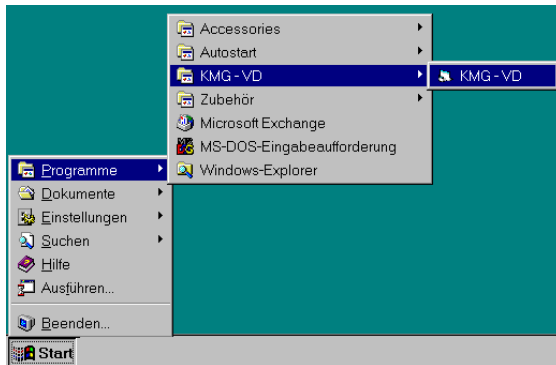 Accessories
Autostart
KMG - VD
KMG - VD
Zubehör
Microsoft Exchange
MS-DOS-Eingabeaufforderung
Windows-Explorer
Programme
Dokumente
Einstellungen
Suchen
Hilfe
Ausführen...
Beenden...
Start